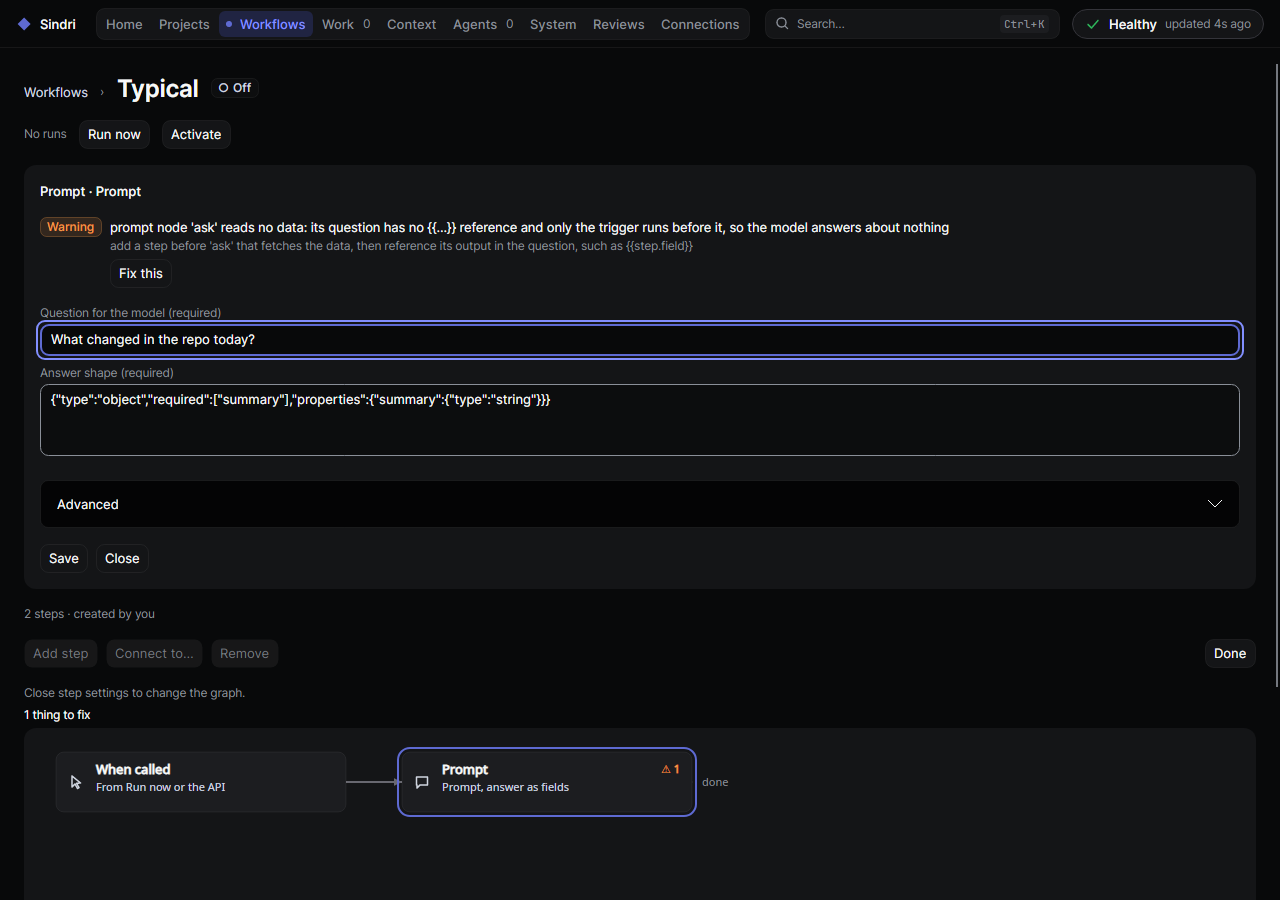 Sindri
Home Projects Workflows Work 0 Context Agents 0 System Reviews Connections
Search... Ctrl+K
Healthy updated 4s ago
Workflows › Typical Off
No runs Run now Activate
Prompt · Prompt
Warning prompt node 'ask' reads no data: its question has no {{...}} reference and only the trigger runs before it, so the model answers about nothing
add a step before 'ask' that fetches the data, then reference its output in the question, such as {{step.field}}
Fix this
Question for the model (required)
What changed in the repo today?
Answer shape (required)
{"type":"object","required":["summary"],"properties":{"summary":{"type":"string"}}}
Advanced
Save Close
2 steps · created by you
Add step Connect to... Remove Done
Close step settings to change the graph.
1 thing to fix
When called
From Run now or the API
Prompt ⚠ 1
Prompt, answer as fields
done